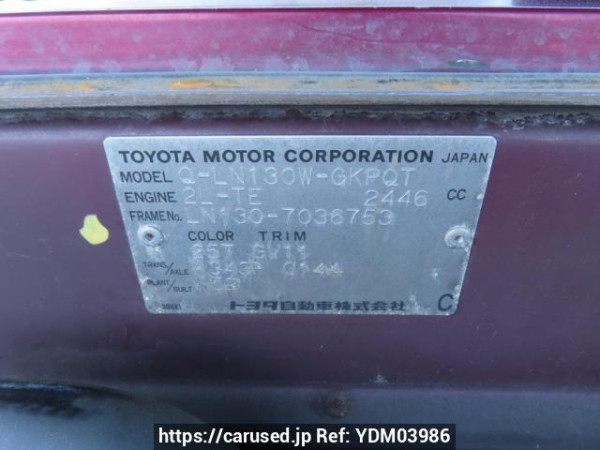 TOYOTA MOTOR CORPORATION JAPAN
MODEL Q-LN130W-GKPQT
ENGINE 2L-TE 2446 CC
FRAME No. LN130-7036753
COLOR TRIM
TRANS/AXLE G144
PLANT/BUILT
トヨタ自動車株式会社 C
https://carused.jp Ref: YDM03986